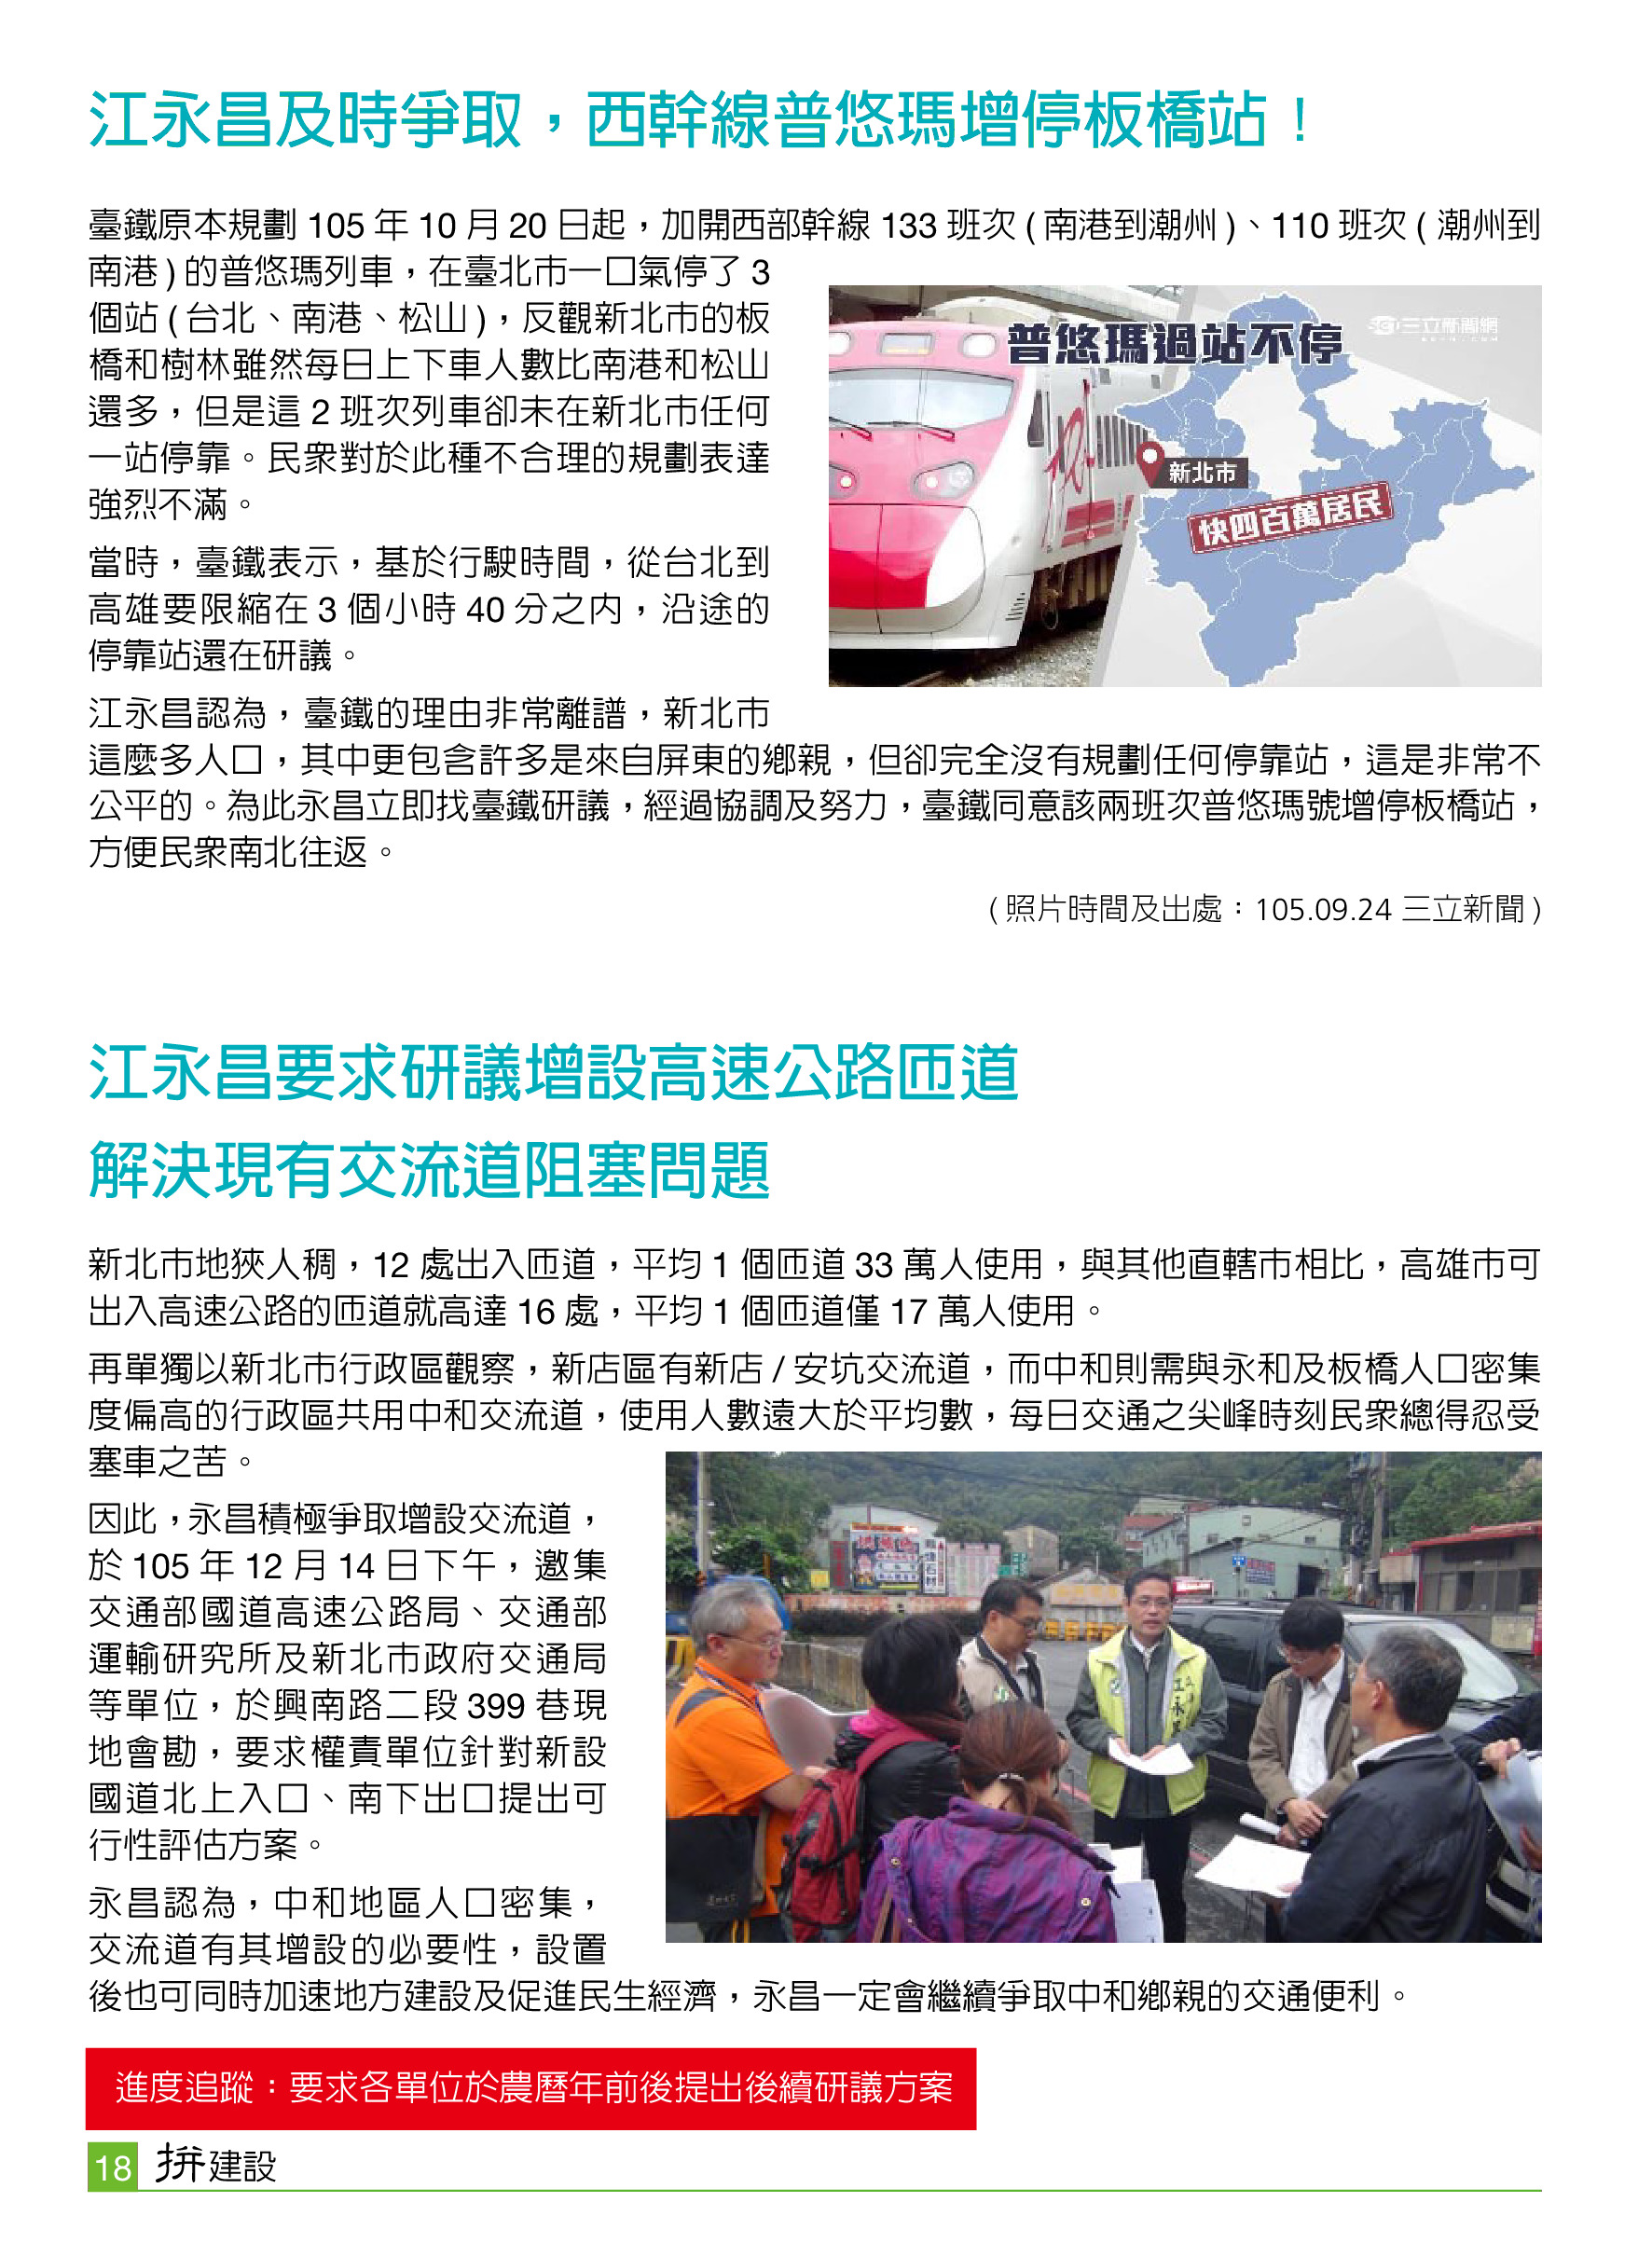 江永昌及時爭取，西幹線普悠瑪增停板橋站！
臺鐵原本規劃 105 年 10 月 20 日起，加開西部幹線 133 班次 ( 南港到潮州 )、110 班次 ( 潮州到
南港 ) 的普悠瑪列車，在臺北市一口氣停了 3
個站 ( 台北、南港、松山 )，反觀新北市的板
橋和樹林雖然每日上下車人數比南港和松山
還多，但是這 2 班次列車卻未在新北市任何
一站停靠。民眾對於此種不合理的規劃表達
強烈不滿。
普悠瑪過站不停
三立新聞網
新北市
快四百萬居民
當時，臺鐵表示，基於行駛時間，從台北到
高雄要限縮在 3 個小時 40 分之內，沿途的
停靠站還在研議。
江永昌認為，臺鐵的理由非常離譜，新北市
這麼多人口，其中更包含許多是來自屏東的鄉親，但卻完全沒有規劃任何停靠站，這是非常不
公平的。為此永昌立即找臺鐵研議，經過協調及努力，臺鐵同意該兩班次普悠瑪號增停板橋站，
方便民眾南北往返。
( 照片時間及出處：105.09.24 三立新聞 )
江永昌要求研議增設高速公路匝道
解決現有交流道阻塞問題
新北市地狹人稠，12 處出入匝道，平均 1 個匝道 33 萬人使用，與其他直轄市相比，高雄市可
出入高速公路的匝道就高達 16 處，平均 1 個匝道僅 17 萬人使用。
再單獨以新北市行政區觀察，新店區有新店 / 安坑交流道，而中和則需與永和及板橋人口密集
度偏高的行政區共用中和交流道，使用人數遠大於平均數，每日交通之尖峰時刻民眾總得忍受
塞車之苦。
因此，永昌積極爭取增設交流道，
於 105 年 12 月 14 日下午，邀集
交通部國道高速公路局、交通部
運輸研究所及新北市政府交通局
等單位，於興南路二段 399 巷現
地會勘，要求權責單位針對新設
國道北上入口、南下出口提出可
行性評估方案。
江永昌
永昌認為，中和地區人口密集，
交流道有其增設的必要性，設置
後也可同時加速地方建設及促進民生經濟，永昌一定會繼續爭取中和鄉親的交通便利。
進度追蹤：要求各單位於農曆年前後提出後續研議方案
18 拚建設